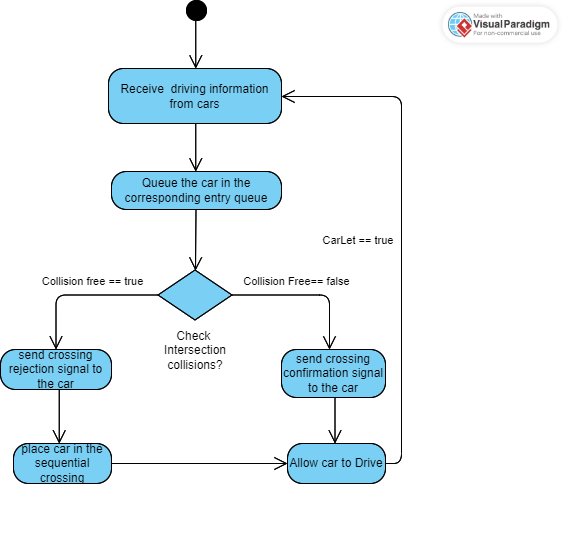 Made with
VisualParadigm
For non-commercial use
Receive driving information
from cars
Queue the car in the
corresponding entry queue
CarLet == true
Collision free == true
Collision Free== false
Check
Intersection
collisions?
send crossing
rejection signal to
the car
send crossing
confirmation signal
to the car
place car in the
sequential
crossing
Allow car to Drive